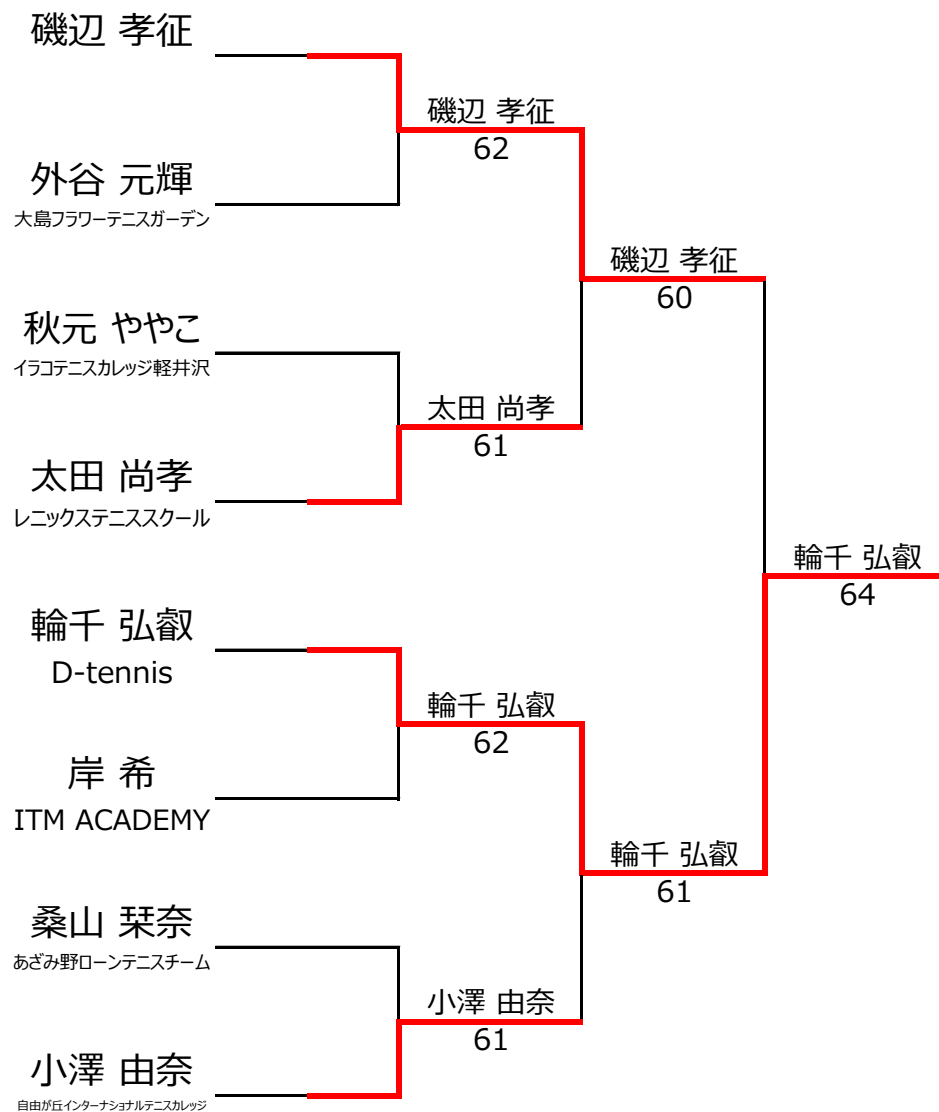 磯辺 孝征
外谷 元輝
大島フラワーテニスガーデン
秋元 ややこ
イラコテニスカレッジ軽井沢
太田 尚孝
レニックステニススクール
輪千 弘叡
D-tennis
岸 希
ITM ACADEMY
桑山 栞奈
あざみ野ローンテニスチーム
小澤 由奈
自由が丘インターナショナルテニスカレッジ
磯辺 孝征
62
太田 尚孝
61
輪千 弘叡
62
小澤 由奈
61
磯辺 孝征
60
輪千 弘叡
61
輪千 弘叡
64